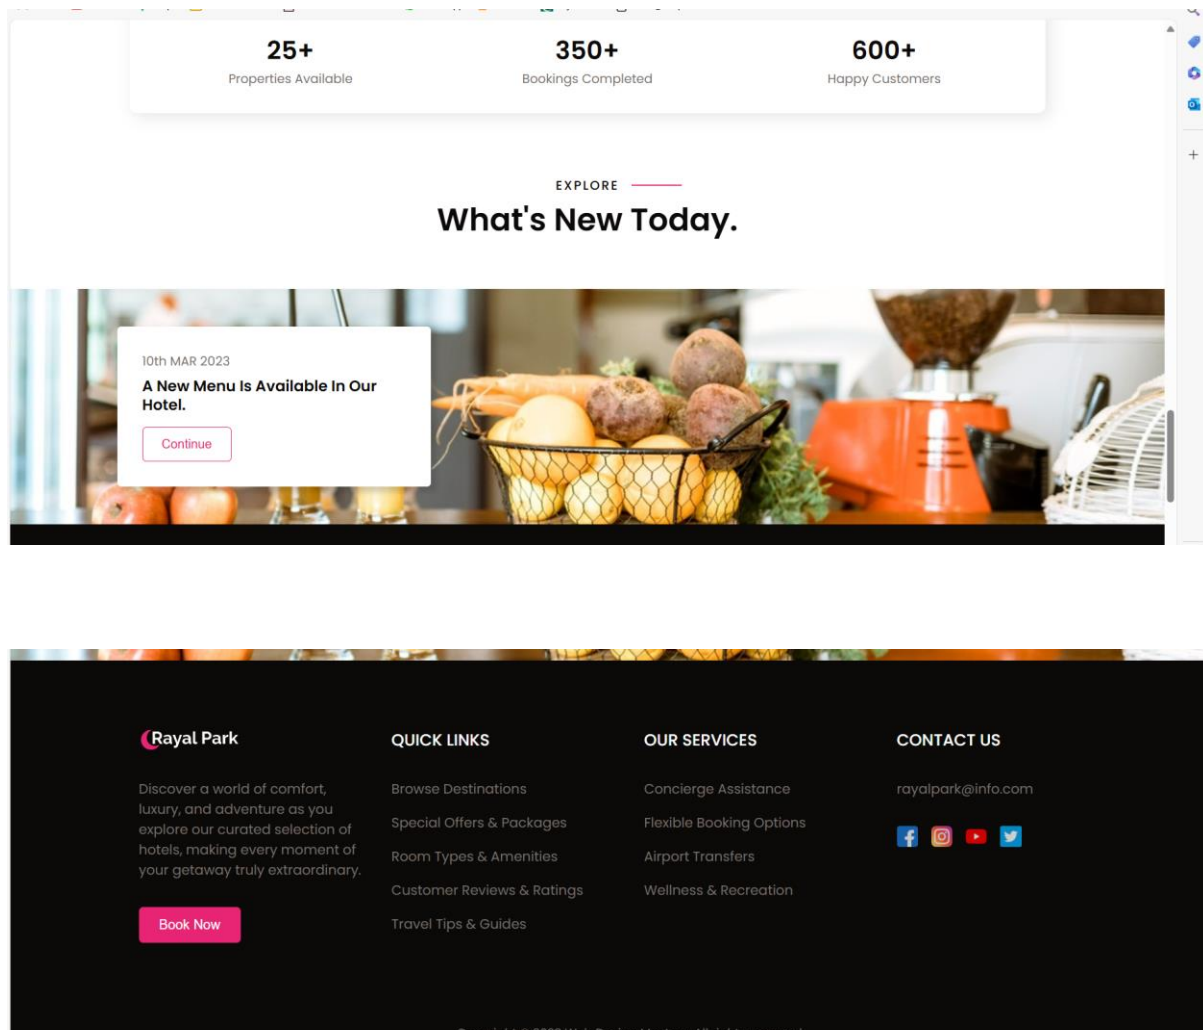 25+
Properties Available
350+
Bookings Completed
600+
Happy Customers
EXPLORE
What's New Today.
10th MAR 2023
A New Menu Is Available In Our
Hotel.
Continue
Rayal Park
Discover a world of comfort,
luxury, and adventure as you
explore our curated selection of
hotels, making every moment of
your getaway truly extraordinary.
Book Now
QUICK LINKS
Browse Destinations
Special Offers & Packages
Room Types & Amenities
Customer Reviews & Ratings
Travel Tips & Guides
OUR SERVICES
Concierge Assistance
Flexible Booking Options
Airport Transfers
Wellness & Recreation
CONTACT US
rayalpark@info.com